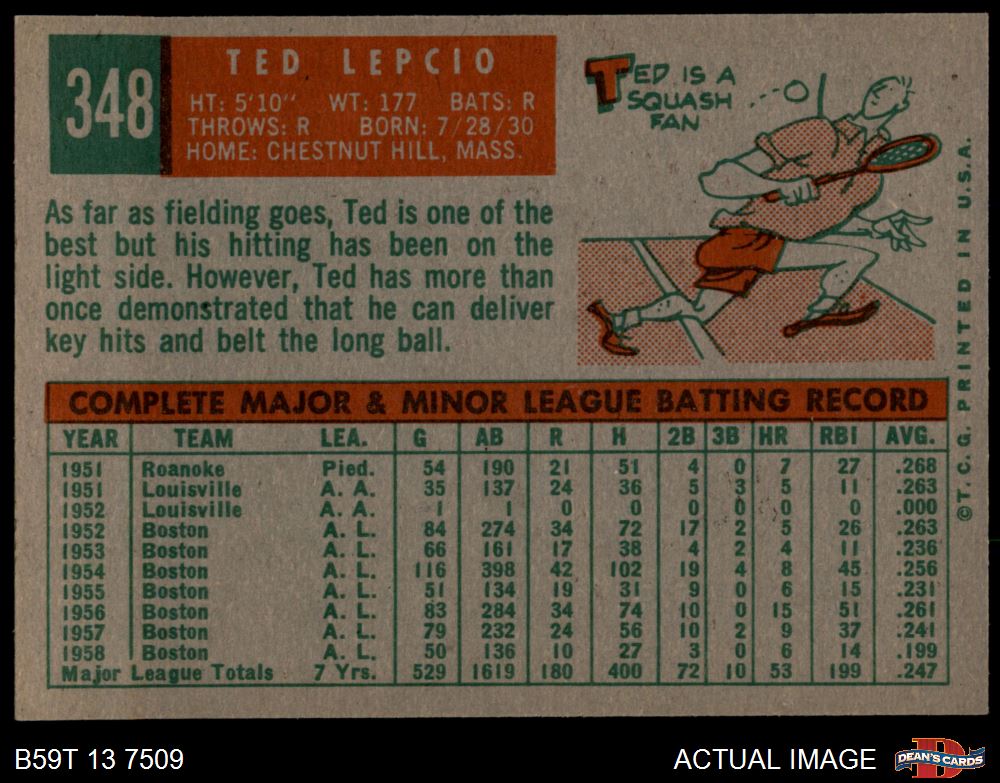 348
TED LEPCIO
HT: 5'10" WT: 177 BATS: R
THROWS: R BORN: 7/28/30
HOME: CHESTNUT HILL, MASS.
TED IS A
SQUASH
FAN
As far as fielding goes, Ted is one of the
best but his hitting has been on the
light side. However, Ted has more than
once demonstrated that he can deliver
key hits and belt the long ball.
COMPLETE MAJOR & MINOR LEAGUE BATTING RECORD
YEAR TEAM LEA. G AB R H 2B 3B HR RBI AVG.
1951 Roanoke Pied. 54 190 21 51 4 0 7 27 .268
1951 Louisville A. A. 35 137 24 36 5 3 5 11 .263
1952 Louisville A. A. 1 1 0 0 0 0 0 0 .000
1952 Boston A. L. 84 274 34 72 17 2 5 26 .263
1953 Boston A. L. 66 161 17 38 4 2 4 11 .236
1954 Boston A. L. 116 398 42 102 19 4 8 45 .256
1955 Boston A. L. 51 134 19 31 9 0 6 15 .231
1956 Boston A. L. 83 284 34 74 10 0 15 51 .261
1957 Boston A. L. 79 232 24 56 10 2 9 37 .241
1958 Boston A. L. 50 136 10 27 3 0 6 14 .199
Major League Totals 7 Yrs. 529 1619 180 400 72 10 53 199 .247
©T. C. G. PRINTED IN U.S.A.
B59T 13 7509
ACTUAL IMAGE
D
DEAN'S CARDS